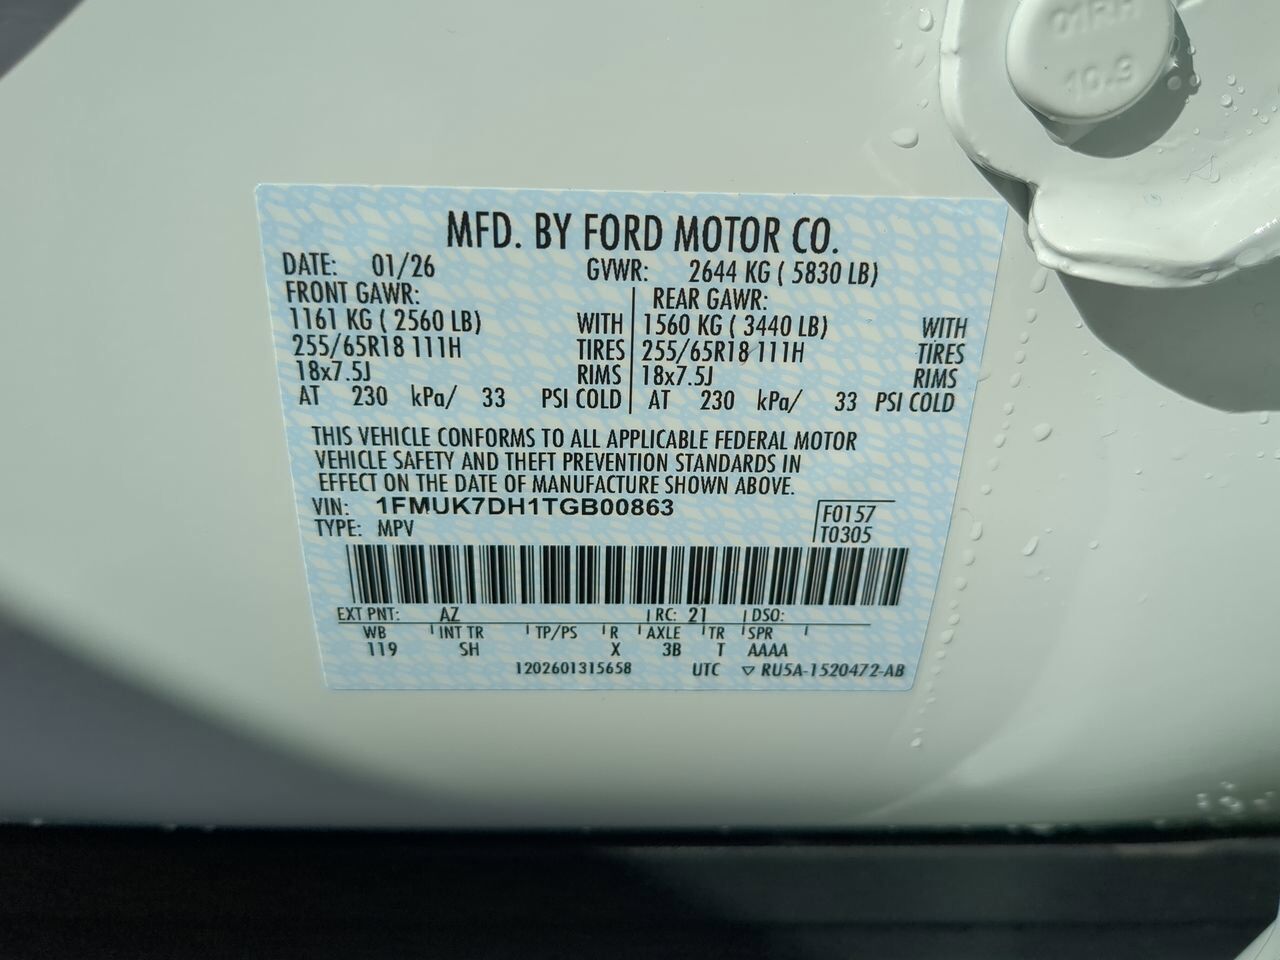 01RH
10.9
MFD. BY FORD MOTOR CO.
DATE: 01/26 GVWR: 2644 KG ( 5830 LB)
FRONT GAWR: REAR GAWR:
1161 KG ( 2560 LB) WITH 1560 KG ( 3440 LB) WITH
255/65R18 111H TIRES 255/65R18 111H TIRES
18x7.5J RIMS 18x7.5J RIMS
AT 230 kPa/ 33 PSI COLD AT 230 kPa/ 33 PSI COLD
THIS VEHICLE CONFORMS TO ALL APPLICABLE FEDERAL MOTOR
VEHICLE SAFETY AND THEFT PREVENTION STANDARDS IN
EFFECT ON THE DATE OF MANUFACTURE SHOWN ABOVE.
VIN: 1FMUK7DH1TGB00863 F0157
TYPE: MPV T0305
EXT PNT: AZ RC: 21 DSO:
WB INT TR TP/PS R AXLE TR SPR
119 SH X 3B T AAAA
1202601315658 UTC ▽ RU5A-1520472-AB